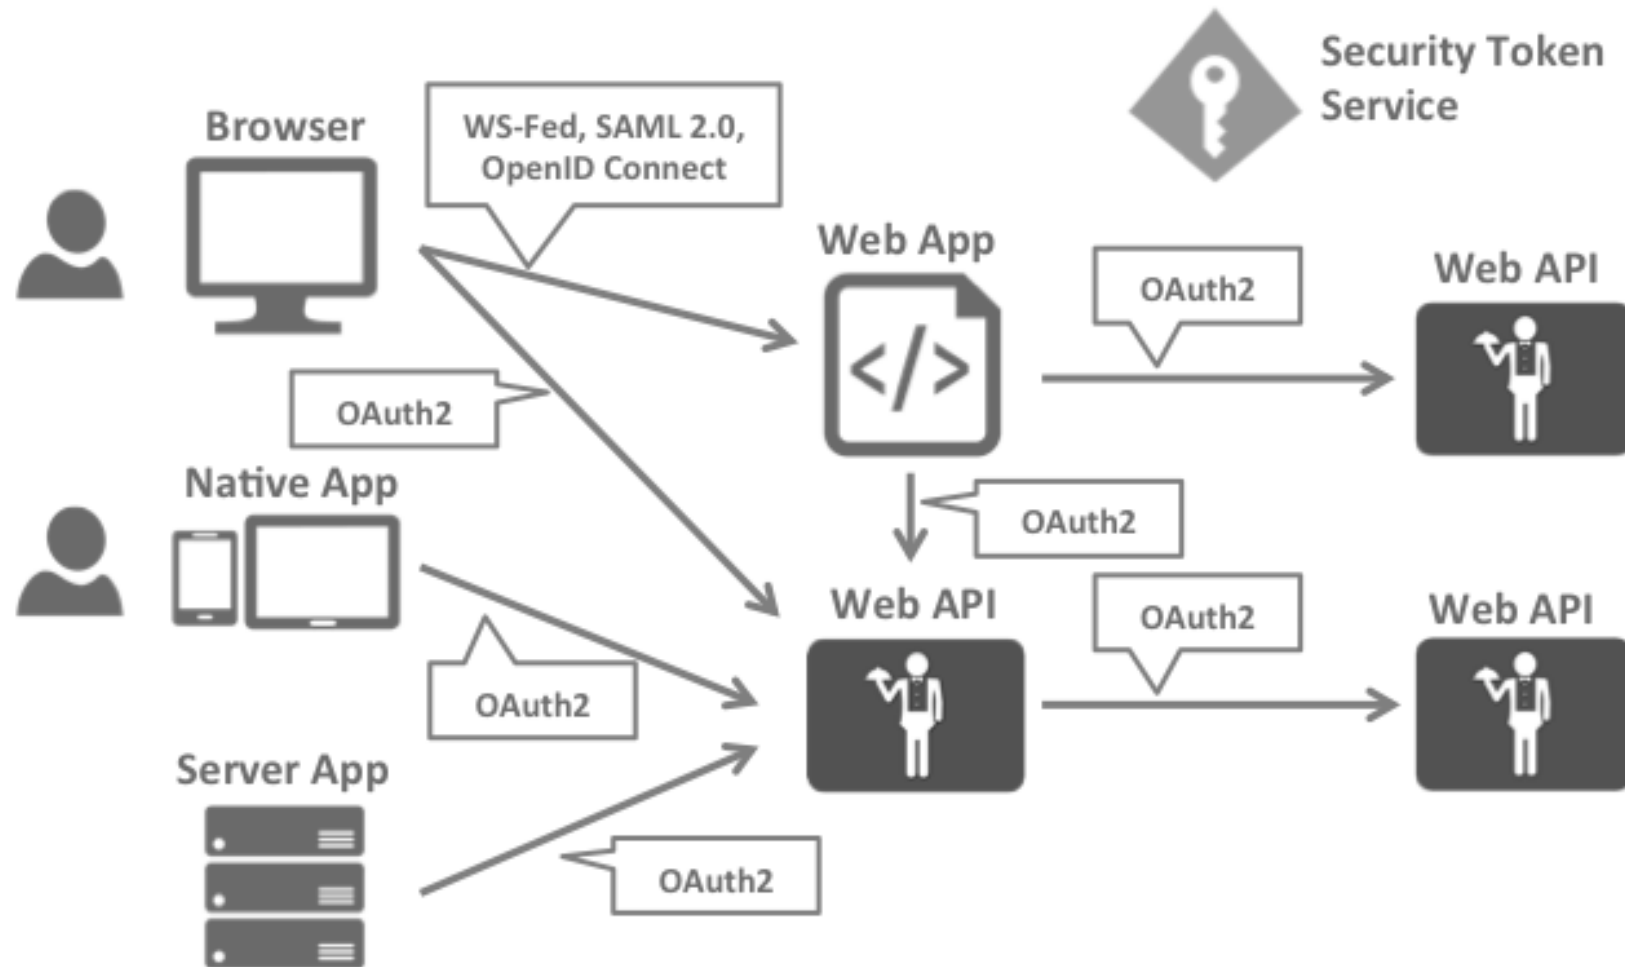 Security Token
Service
Browser
WS-Fed, SAML 2.0,
OpenID Connect
Web App
</>
OAuth2
Web API
OAuth2
Native App
OAuth2
Web API
OAuth2
Web API
OAuth2
Server App
OAuth2